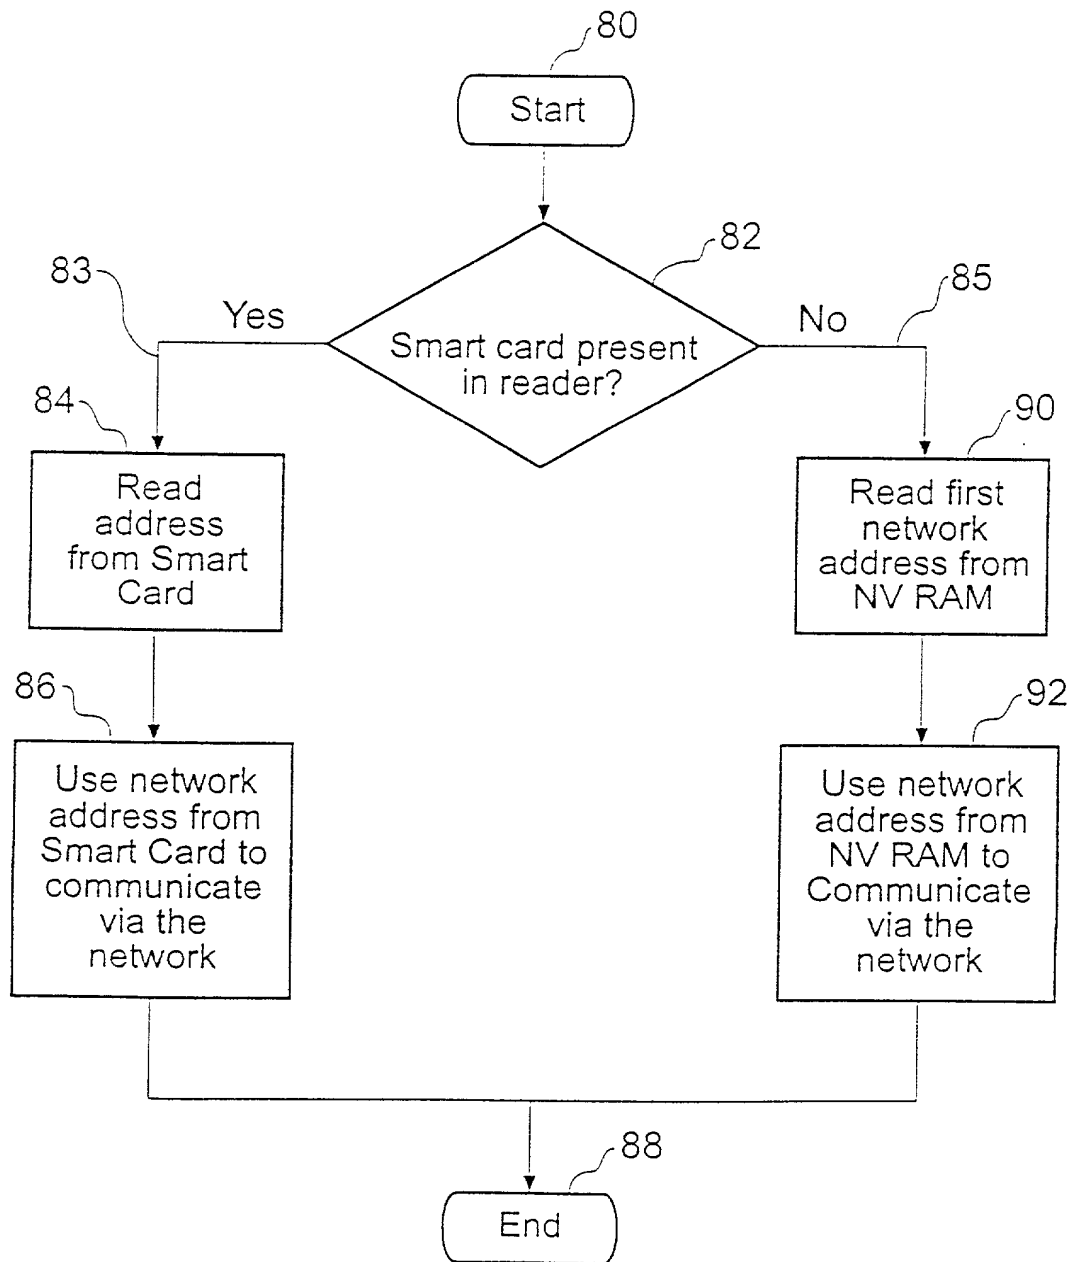 80
Start
82
83
85
Yes
No
Smart card present
in reader?
84
90
Read
address
from Smart
Card
Read first
network
address from
NV RAM
86
92
Use network
address from
Smart Card to
communicate
via the
network
Use network
address from
NV RAM to
Communicate
via the
network
88
End